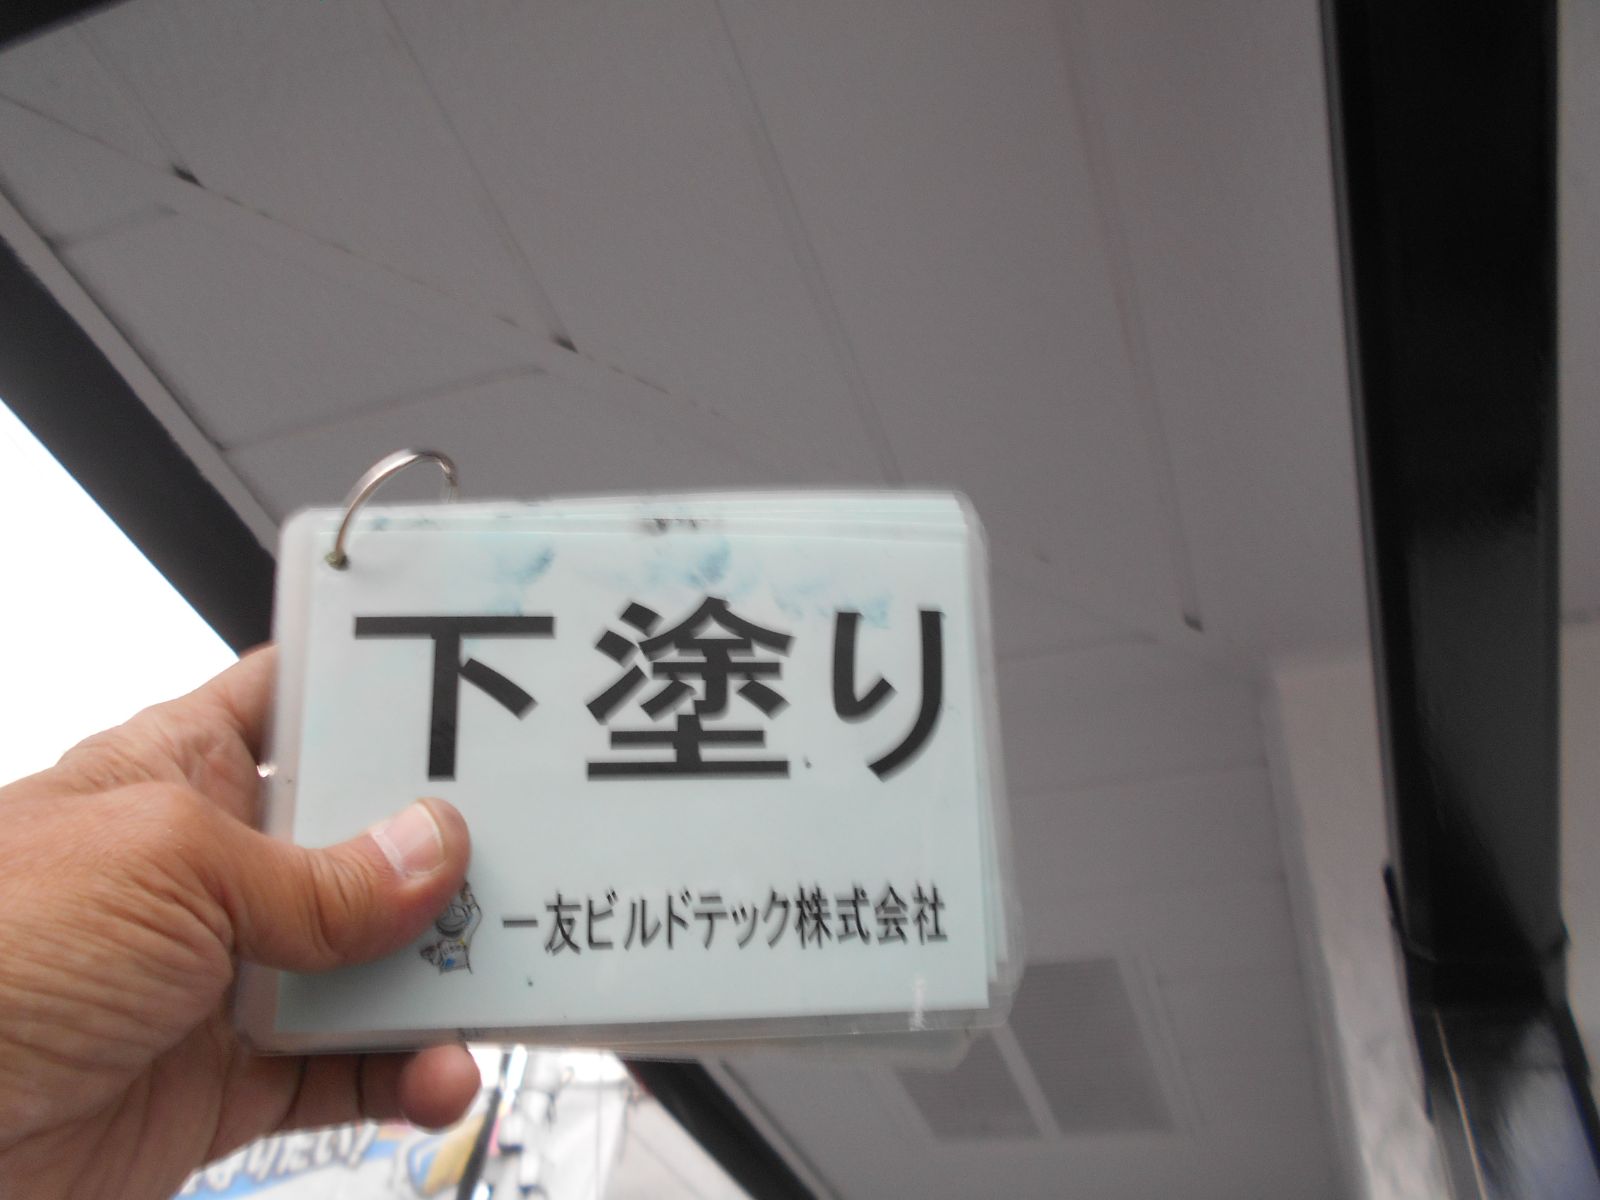 下塗り
一友ビルドテック株式会社